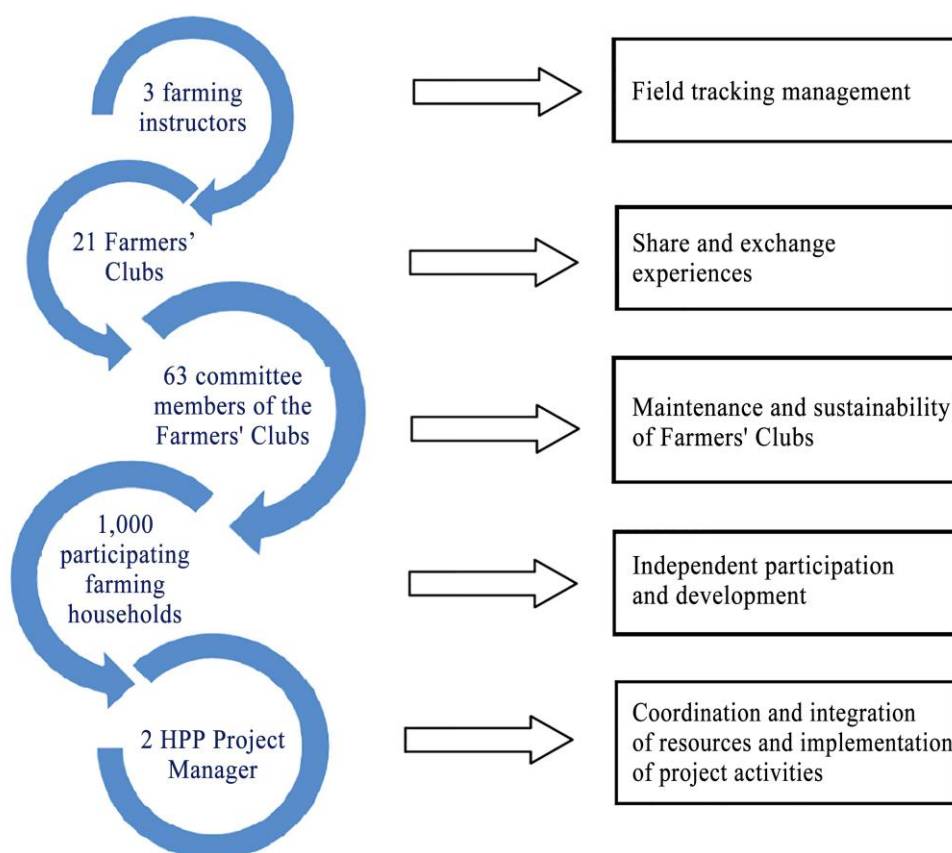 3 farming
instructors
Field tracking management
21 Farmers’
Clubs
Share and exchange
experiences
63 committee
members of the
Farmers' Clubs
Maintenance and sustainability
of Farmers' Clubs
1,000
participating
farming
households
Independent participation
and development
2 HPP Project
Manager
Coordination and integration
of resources and implementation
of project activities